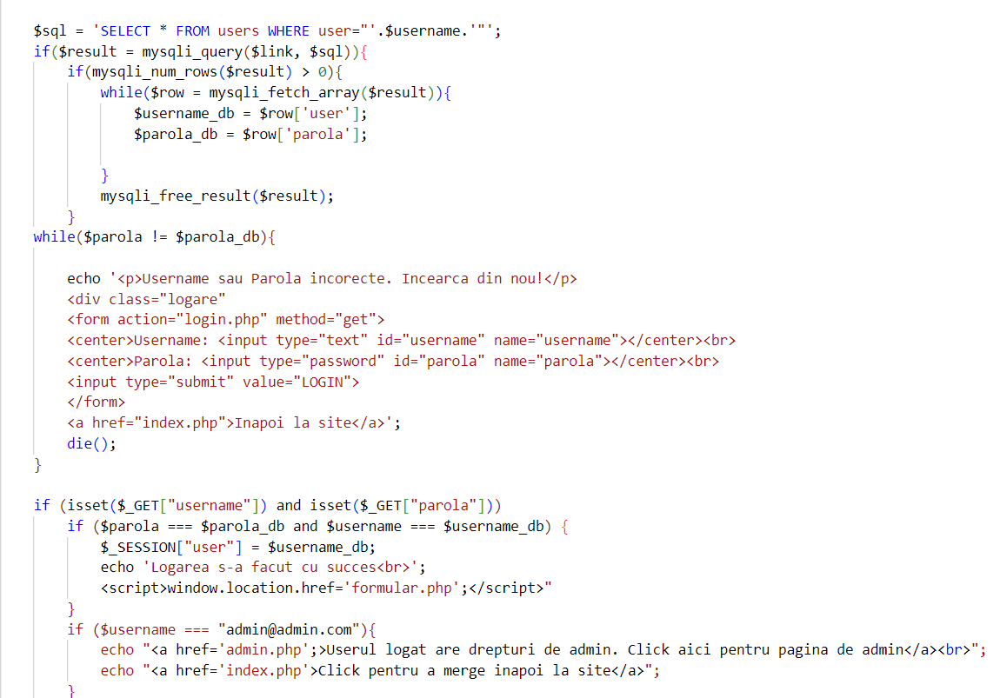 $sql = 'SELECT * FROM users WHERE user="'.$username.'"';
if($result = mysqli_query($link, $sql)){
if(mysqli_num_rows($result) > 0){
while($row = mysqli_fetch_array($result)){
$username_db = $row['user'];
$parola_db = $row['parola'];
}
mysqli_free_result($result);
}
while($parola != $parola_db){
echo '<p>Username sau Parola incorecte. Incearca din nou!</p>
<div class="logare"
<form action="login.php" method="get">
<center>Username: <input type="text" id="username" name="username"></center><br>
<center>Parola: <input type="password" id="parola" name="parola"></center><br>
<input type="submit" value="LOGIN">
</form>
<a href="index.php">Inapoi la site</a>';
die();
}
if (isset($_GET["username"]) and isset($_GET["parola"]))
if ($parola === $parola_db and $username === $username_db) {
$_SESSION["user"] = $username_db;
echo 'Logarea s-a facut cu succes<br>';
<script>window.location.href='formular.php';</script>"
}
if ($username === "admin@admin.com"){
echo "<a href='admin.php';>Userul logat are drepturi de admin. Click aici pentru pagina de admin</a><br>";
echo "<a href='index.php'>Click pentru a merge inapoi la site</a>";
}